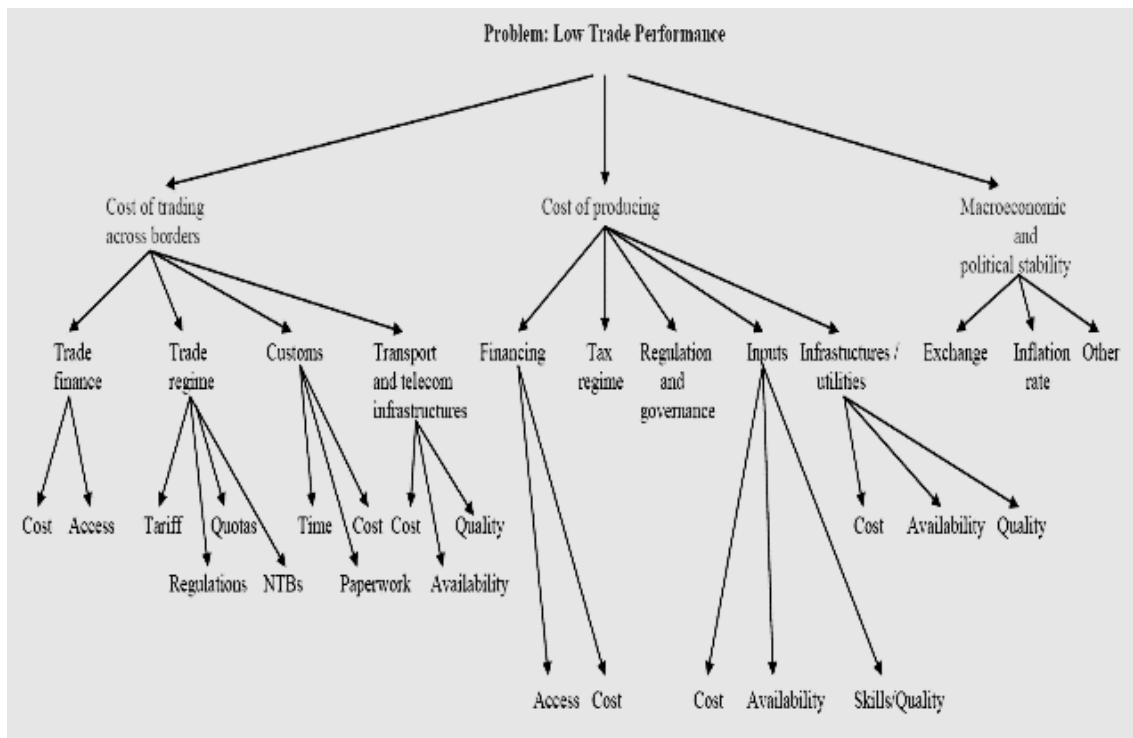 Problem: Low Trade Performance
Cost of trading
across borders
Cost of producing
Macroeconomic
and
political stability
Trade
finance
Trade
regime
Customs
Transport
and telecom
infrastructures
Financing
Tax
regime
Regulation
and
governance
Inputs
Infrastuctures /
utilities
Exchange
Inflation
rate
Other
Cost
Access
Tariff
Quotas
Regulations
NTBs
Time
Cost
Paperwork
Cost
Quality
Availability
Access
Cost
Cost
Availability
Skills/Quality
Cost
Availability
Quality